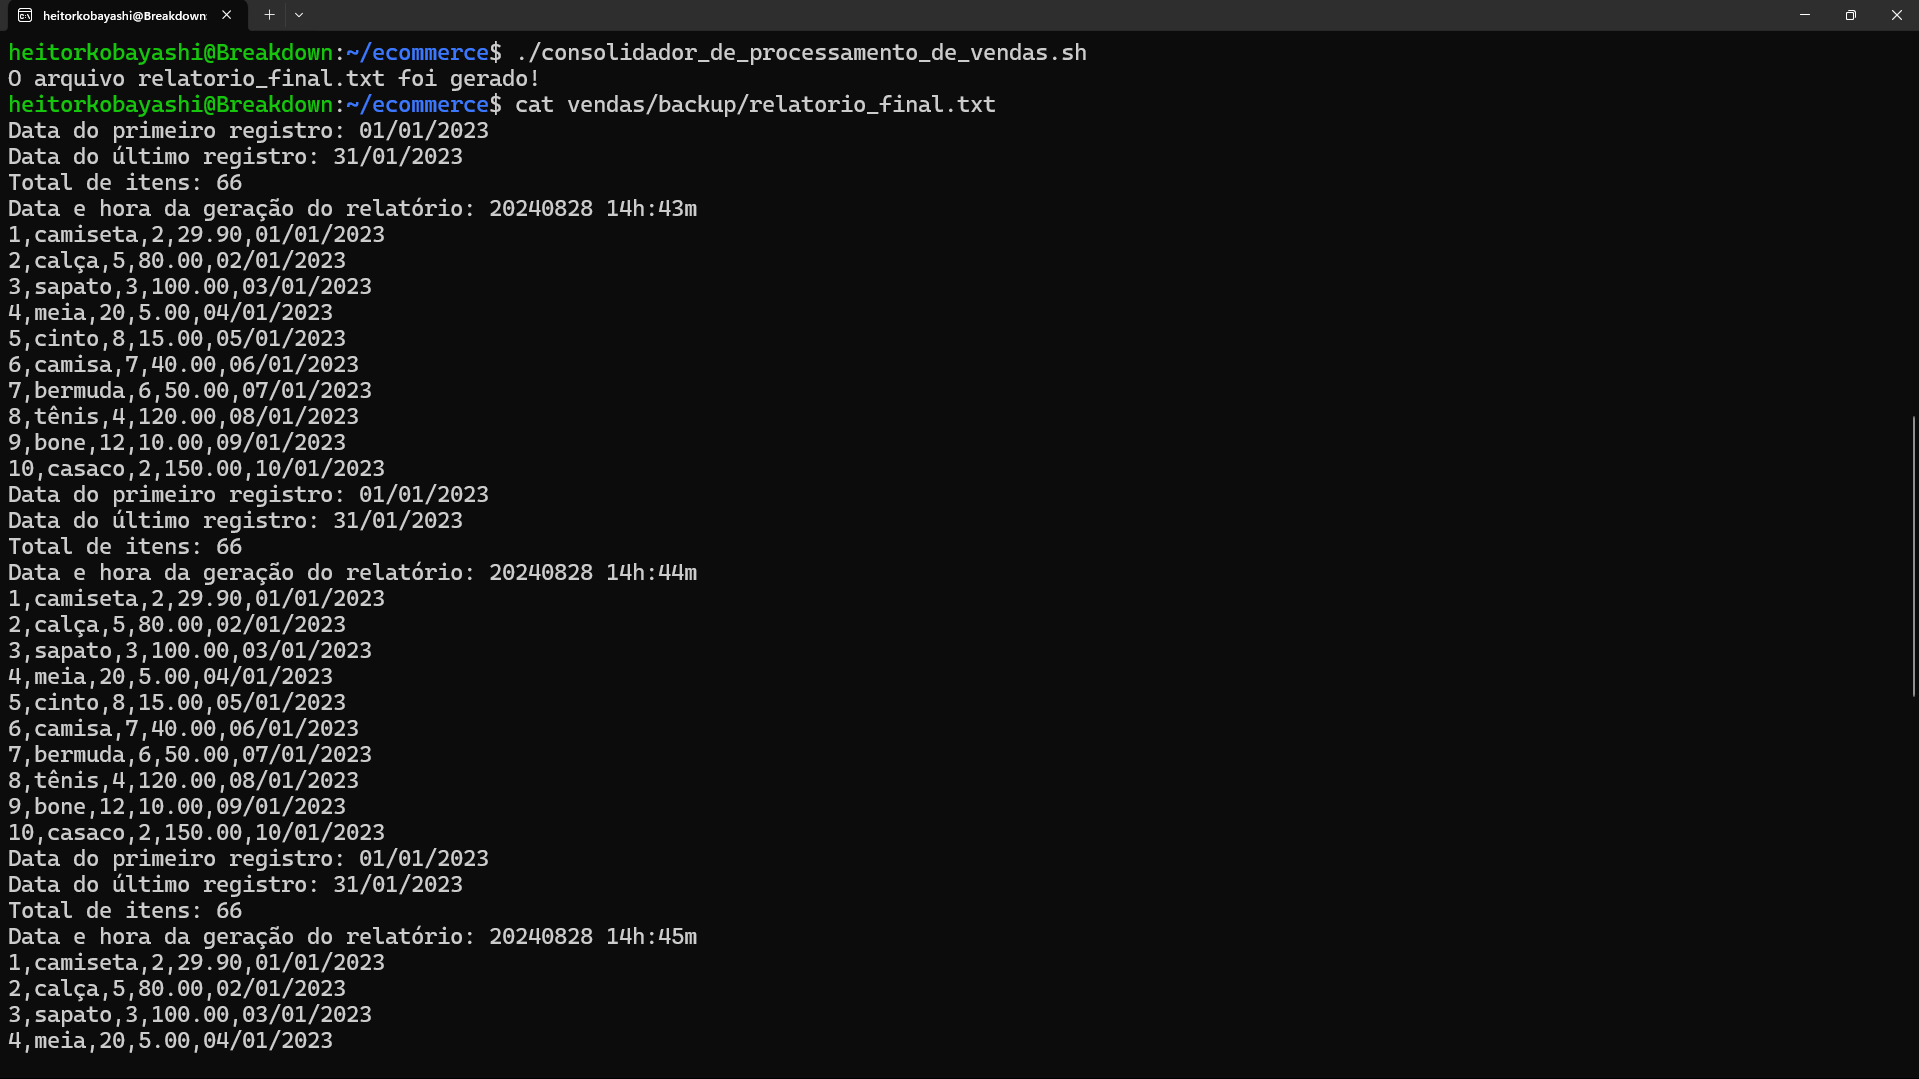 heitorkobayashi@Breakdown:
heitorkobayashi@Breakdown:~/ecommerce$ ./consolidador_de_processamento_de_vendas.sh
O arquivo relatorio_final.txt foi gerado!
heitorkobayashi@Breakdown:~/ecommerce$ cat vendas/backup/relatorio_final.txt
Data do primeiro registro: 01/01/2023
Data do último registro: 31/01/2023
Total de itens: 66
Data e hora da geração do relatório: 20240828 14h:43m
1,camiseta,2,29.90,01/01/2023
2,calça,5,80.00,02/01/2023
3,sapato,3,100.00,03/01/2023
4,meia,20,5.00,04/01/2023
5,cinto,8,15.00,05/01/2023
6,camisa,7,40.00,06/01/2023
7,bermuda,6,50.00,07/01/2023
8,tênis,4,120.00,08/01/2023
9,bone,12,10.00,09/01/2023
10,casaco,2,150.00,10/01/2023
Data do primeiro registro: 01/01/2023
Data do último registro: 31/01/2023
Total de itens: 66
Data e hora da geração do relatório: 20240828 14h:44m
1,camiseta,2,29.90,01/01/2023
2,calça,5,80.00,02/01/2023
3,sapato,3,100.00,03/01/2023
4,meia,20,5.00,04/01/2023
5,cinto,8,15.00,05/01/2023
6,camisa,7,40.00,06/01/2023
7,bermuda,6,50.00,07/01/2023
8,tênis,4,120.00,08/01/2023
9,bone,12,10.00,09/01/2023
10,casaco,2,150.00,10/01/2023
Data do primeiro registro: 01/01/2023
Data do último registro: 31/01/2023
Total de itens: 66
Data e hora da geração do relatório: 20240828 14h:45m
1,camiseta,2,29.90,01/01/2023
2,calça,5,80.00,02/01/2023
3,sapato,3,100.00,03/01/2023
4,meia,20,5.00,04/01/2023